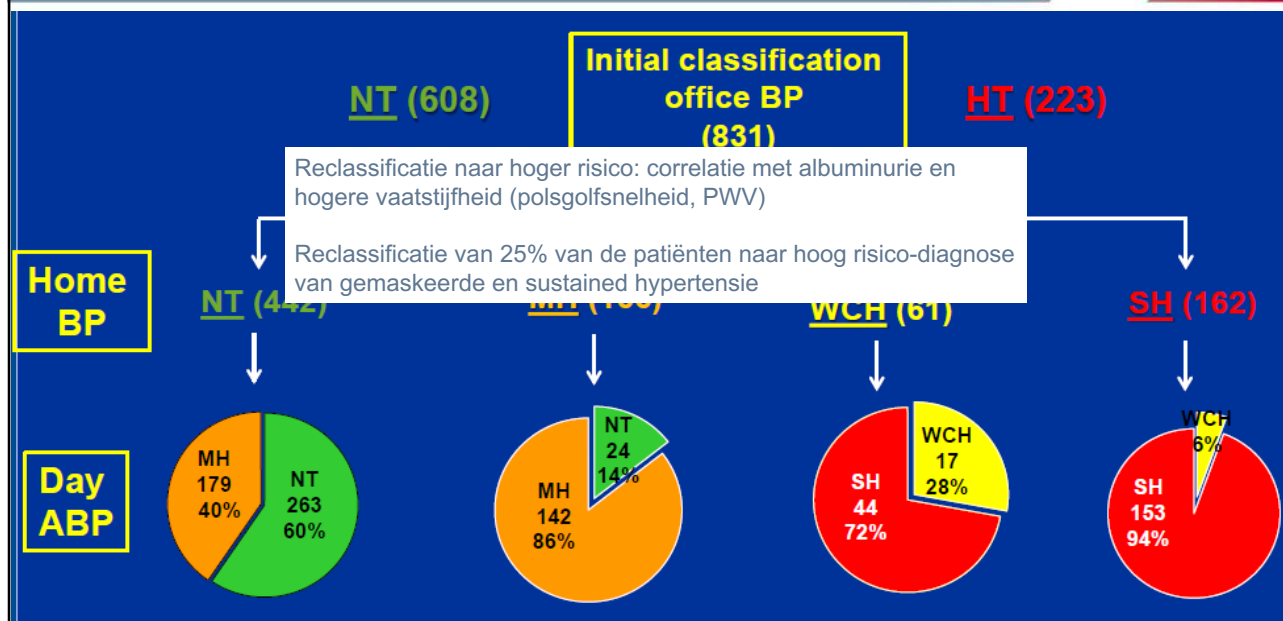 Initial classification
office BP
(831)
NT (608)
HT (223)
Reclassificatie naar hoger risico: correlatie met albuminurie en
hogere vaatstijfheid (polsgolfsnelheid, PWV)
Reclassificatie van 25% van de patiënten naar hoog risico-diagnose
van gemaskeerde en sustained hypertensie
Home
BP
NT (442)
WCH (61)
SH (162)
Day
ABP
MH
179
40%
NT
263
60%
NT
24
14%
MH
142
86%
WCH
17
28%
SH
44
72%
WCH
6%
SH
153
94%